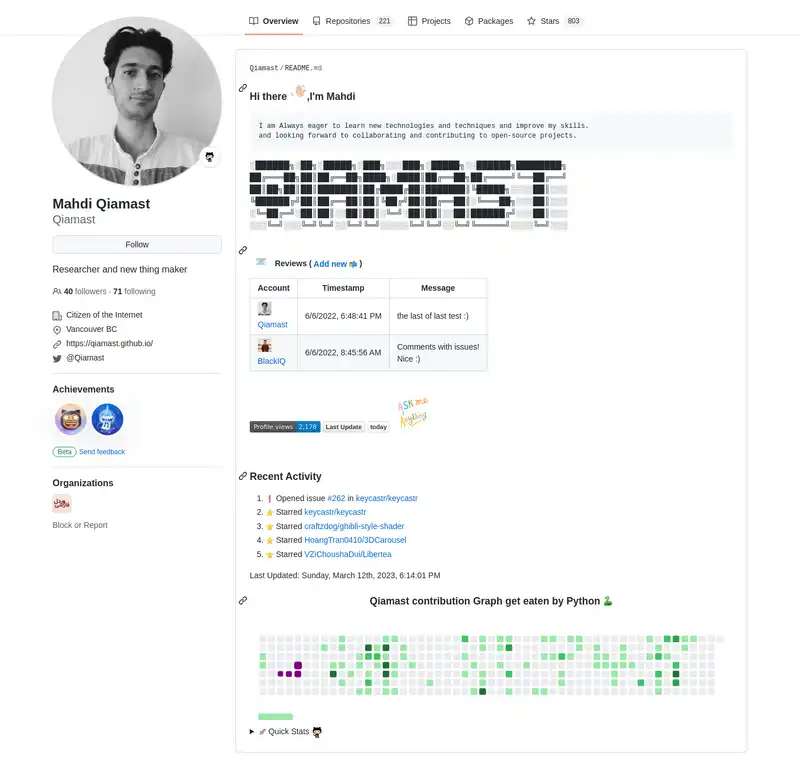 Overview
Repositories 221
Projects
Packages
Stars 803
Qiamast / README.md
Hi there 👋,I'm Mahdi
I am Always eager to learn new technologies and techniques and improve my skills.
and looking forward to collaborating and contributing to open-source projects.
QIAMAST
Mahdi Qiamast
Qiamast
Follow
Researcher and new thing maker
40 followers · 71 following
Citizen of the Internet
Vancouver BC
https://qiamast.github.io/
@Qiamast
Achievements
Beta Send feedback
Organizations
Block or Report
Reviews ( Add new 📬 )
Account Timestamp Message
Qiamast 6/6/2022, 6:48:41 PM the last of last test :)
BlackIQ 6/6/2022, 8:45:56 AM Comments with issues!
Nice :)
ASK me
Anything
Profile views 2,178 Last Update today
Recent Activity
1. ❗ Opened issue #262 in keycastr/keycastr
2. ⭐ Starred keycastr/keycastr
3. ⭐ Starred craftzdog/ghibli-style-shader
4. ⭐ Starred HoangTran0410/3DCarousel
5. ⭐ Starred VZiChoushaDui/Libertea
Last Updated: Sunday, March 12th, 2023, 6:14:01 PM
Qiamast contribution Graph get eaten by Python 🐍
Quick Stats